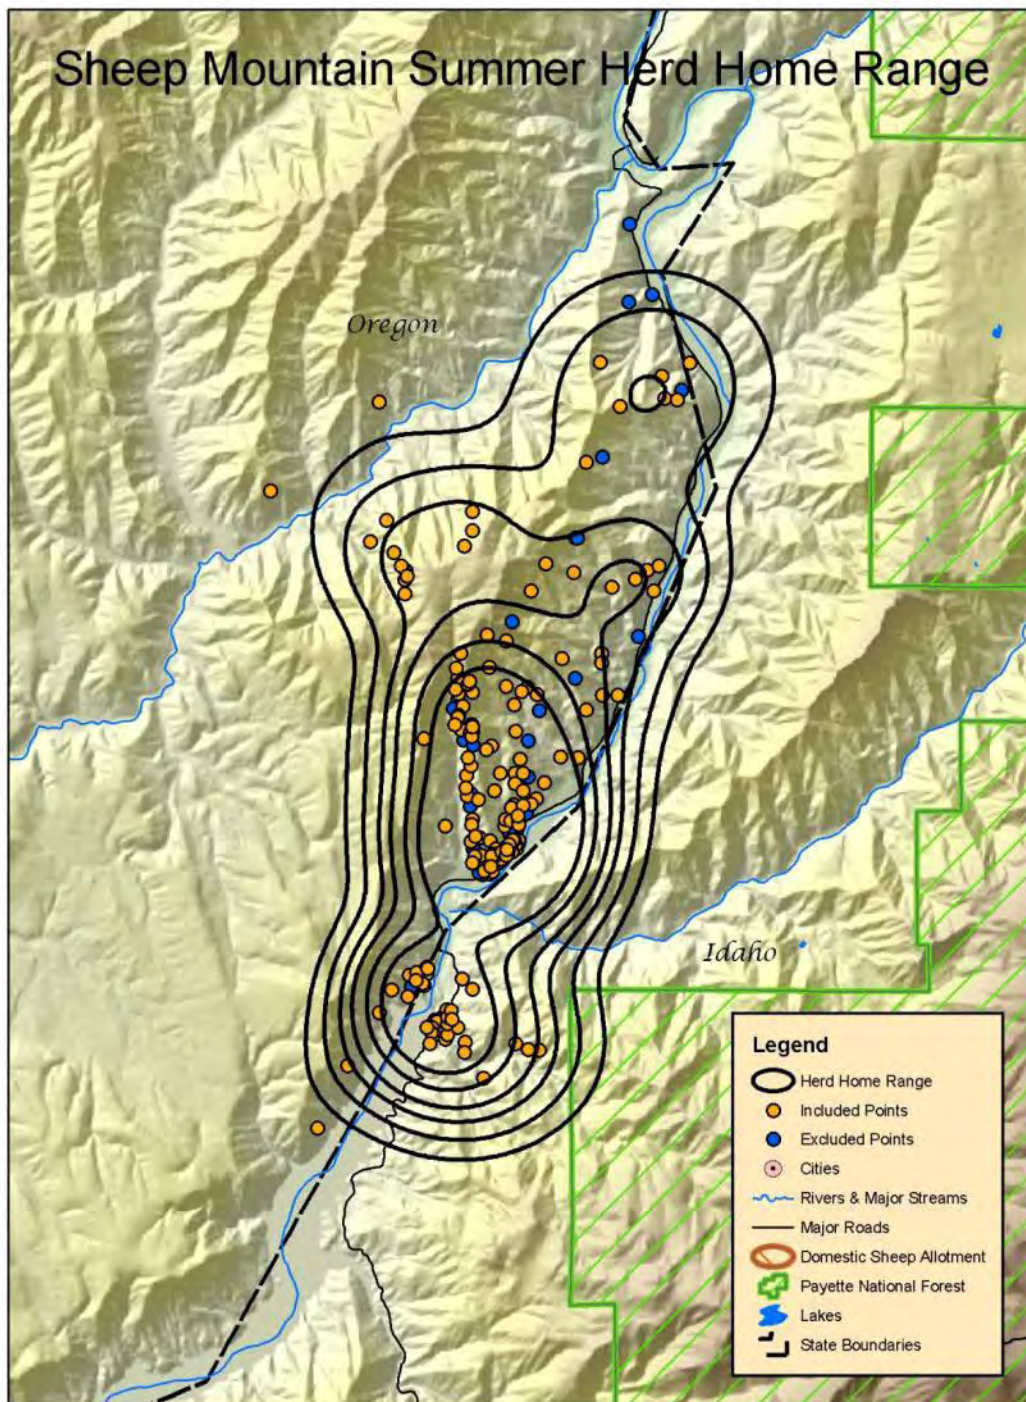 Sheep Mountain Summer Herd Home Range
Oregon
Idaho
Legend
Herd Home Range
Included Points
Excluded Points
Cities
Rivers & Major Streams
Major Roads
Domestic Sheep Allotment
Payette National Forest
Lakes
State Boundaries